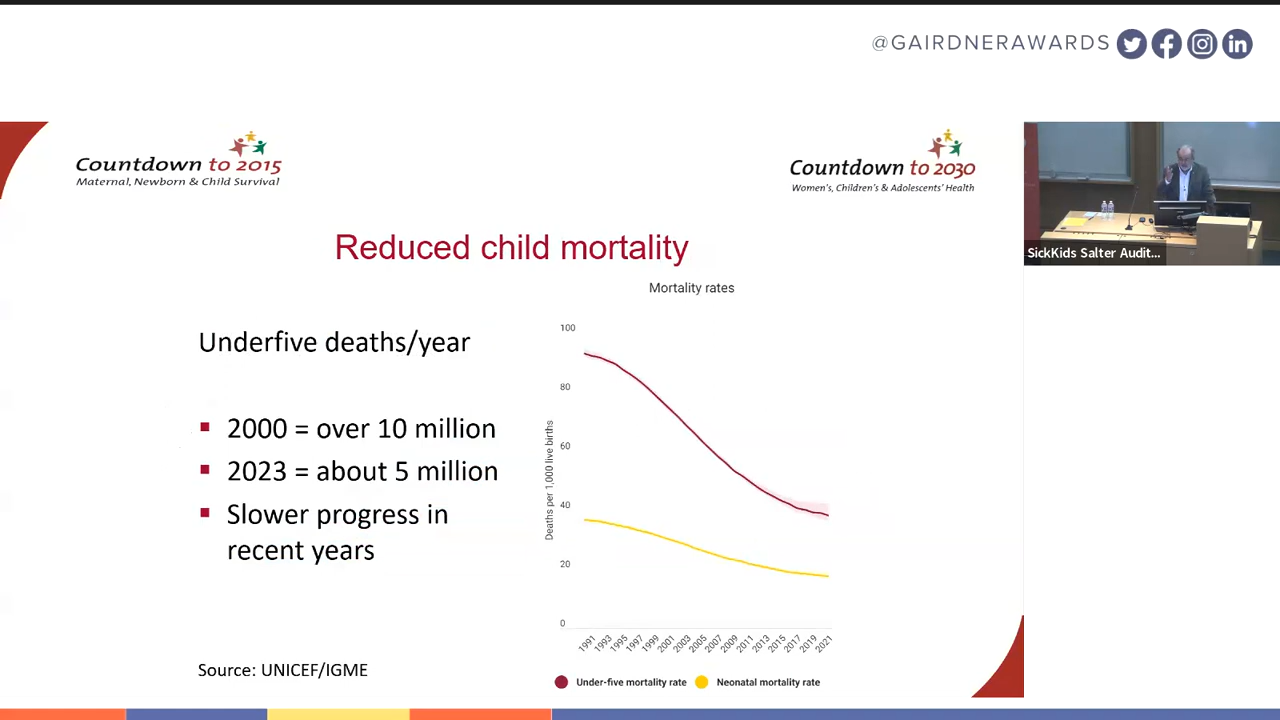 @GAIRDNERAWARDS
Countdown to 2015
Maternal, Newborn & Child Survival
Countdown to 2030
Women's, Children's & Adolescents' Health
SickKids Salter Audit...
Reduced child mortality
Underfive deaths/year
2000 = over 10 million
2023 = about 5 million
Slower progress in
recent years
Source: UNICEF/IGME
Mortality rates
Deaths per 1,000 live births
100
80
60
40
20
0
1991 1993 1995 1997 1999 2001 2003 2005 2007 2009 2011 2013 2015 2017 2019 2021
Under-five mortality rate
Neonatal mortality rate